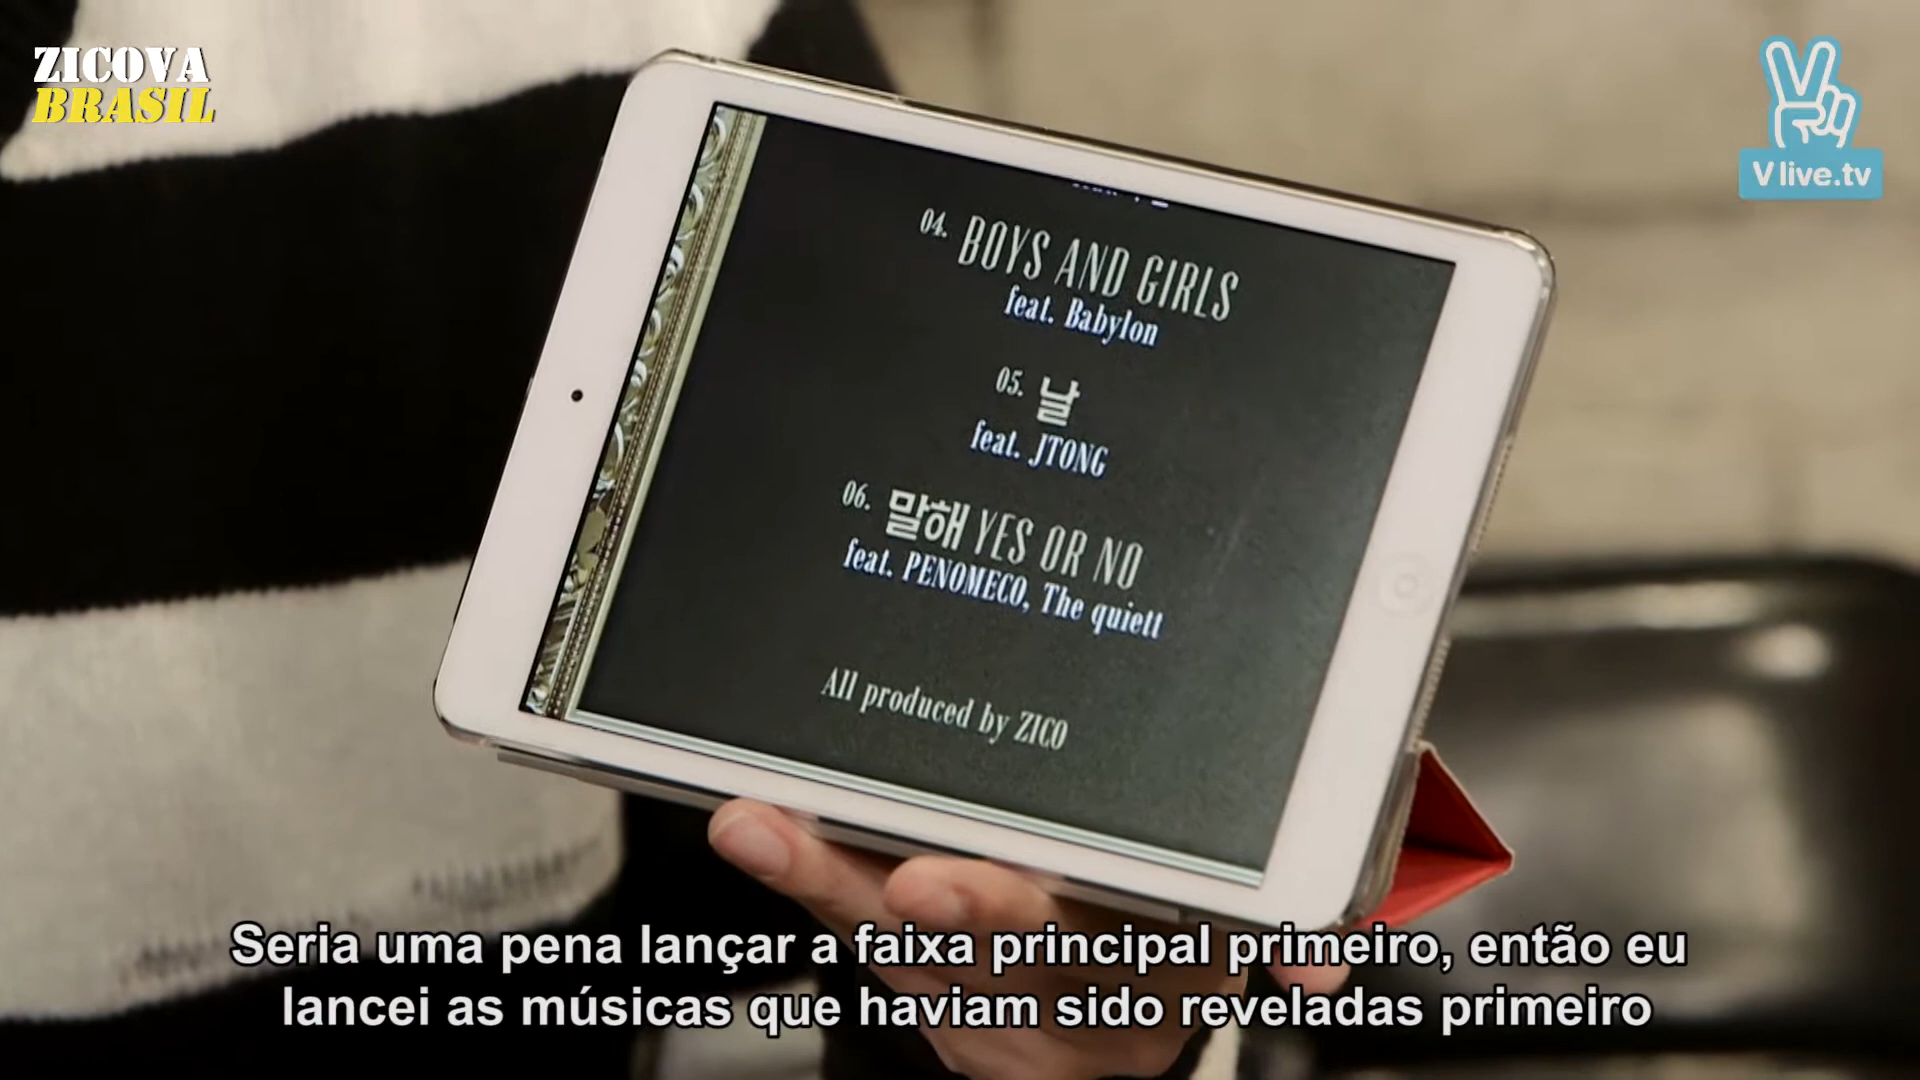 ZICOVA
BRASIL
V live.tv
04. BOYS AND GIRLS
feat. Babylon
05. 날
feat. JTONG
06. 말해 YES OR NO
feat. PENOMECO, The quiett
All produced by ZICO
Seria uma pena lançar a faixa principal primeiro, então eu
lancei as músicas que haviam sido reveladas primeiro